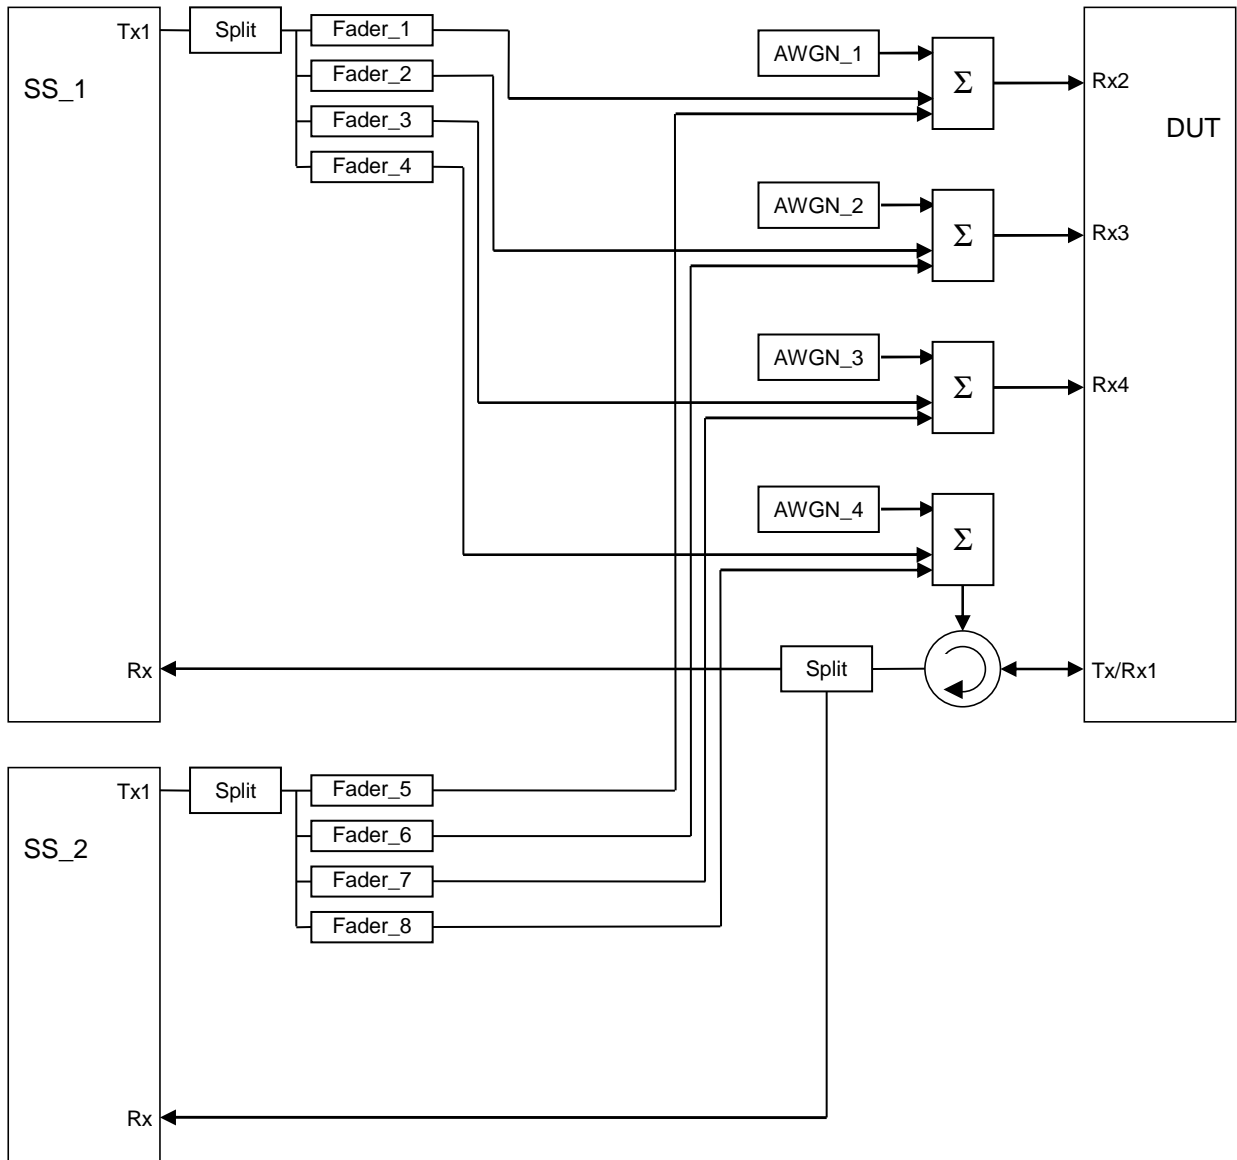 Tx1
Split
Fader_1
Fader_2
Fader_3
Fader_4
SS_1
AWGN_1
Σ
Rx2
DUT
AWGN_2
Σ
Rx3
AWGN_3
Σ
Rx4
AWGN_4
Σ
Rx
Split
Tx/Rx1
Tx1
Split
Fader_5
Fader_6
Fader_7
Fader_8
SS_2
Rx